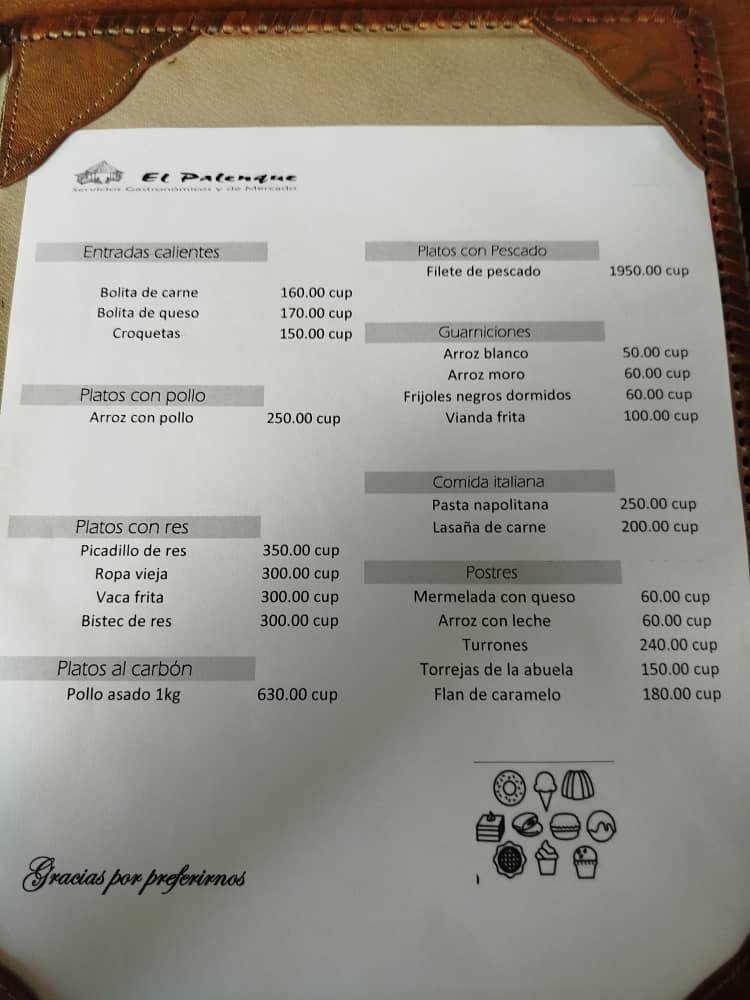 El Palenque
Servicios Gastronómicos y de Mercado
Entradas calientes
Bolita de carne 160.00 cup
Bolita de queso 170.00 cup
Croquetas 150.00 cup
Platos con pollo
Arroz con pollo 250.00 cup
Platos con res
Picadillo de res 350.00 cup
Ropa vieja 300.00 cup
Vaca frita 300.00 cup
Bistec de res 300.00 cup
Platos al carbón
Pollo asado 1kg 630.00 cup
Platos con Pescado
Filete de pescado 1950.00 cup
Guarniciones
Arroz blanco 50.00 cup
Arroz moro 60.00 cup
Frijoles negros dormidos 60.00 cup
Vianda frita 100.00 cup
Comida italiana
Pasta napolitana 250.00 cup
Lasaña de carne 200.00 cup
Postres
Mermelada con queso 60.00 cup
Arroz con leche 60.00 cup
Turrones 240.00 cup
Torrejas de la abuela 150.00 cup
Flan de caramelo 180.00 cup
Gracias por preferirnos